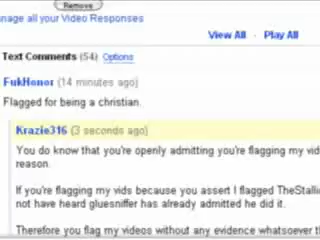 Remove
nage all your Video Responses
View All - Play All
Text Comments (54) Options
FukHonor (14 minutes ago)
Flagged for being a christian.
Krazie316 (3 seconds ago)
You do know that you're openly admitting you're flagging my vid
reason.
If you're flagging my vids because you assert I flagged TheStalli
not have heard gluesniffer has already admitted he did it.
Therefore you flag my videos without any evidence whatsoever t